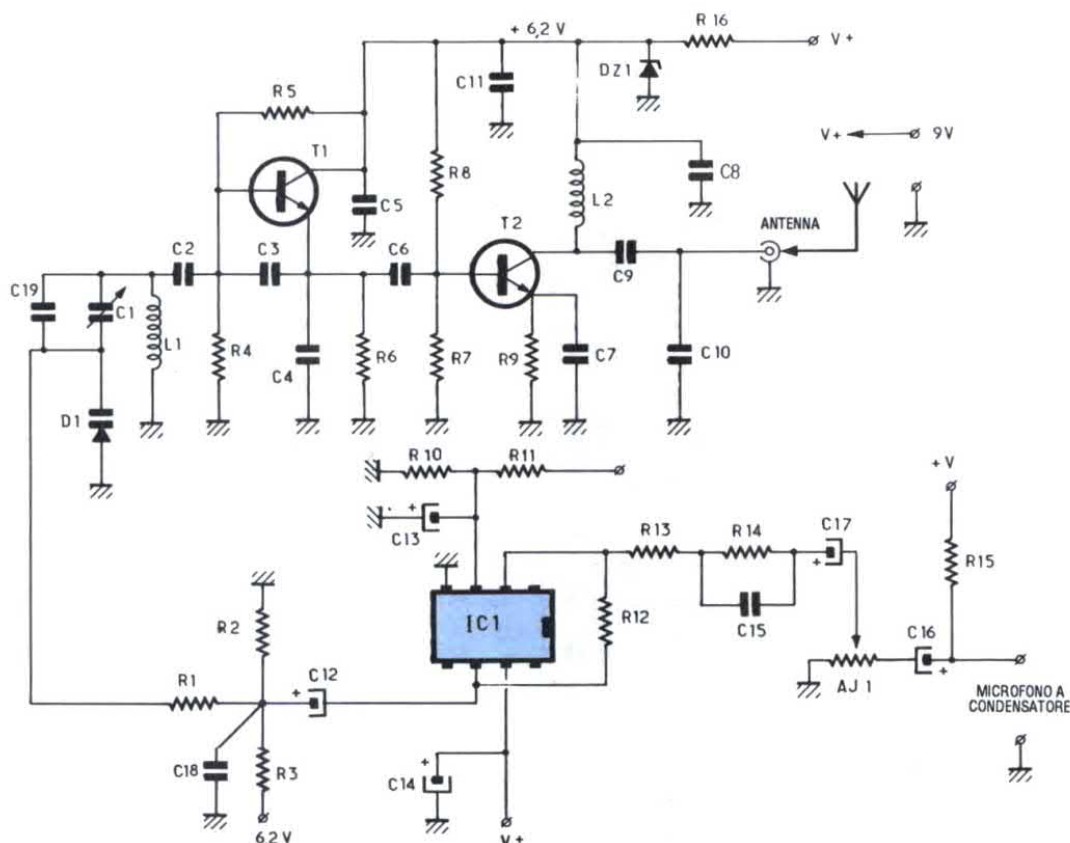 + 6,2 V
R 16
V +
C11
DZ1
R 5
T1
R8
C5
L2
C8
V+
9V
ANTENNA
T2
C2
C3
C6
C9
C19
C1
L1
R4
C4
R6
R7
R9
C7
C10
D1
R 10
R11
+ V
C13
R13
R14
C17
R15
IC1
R12
C15
R2
C16
AJ 1
MICROFONO A
CONDENSATORE
C12
R1
C18
R3
C14
6,2 V
V+